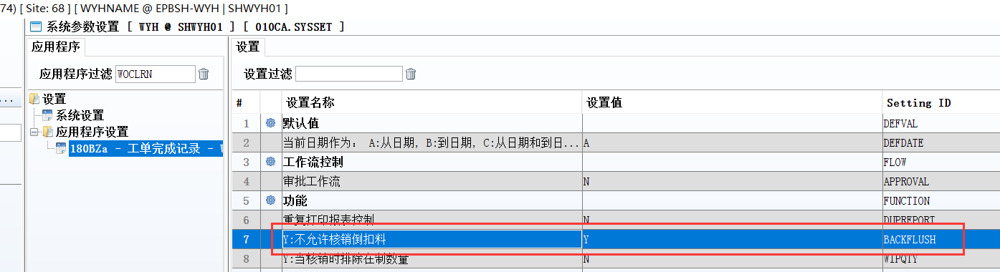 74) [ Site: 68 ] [ WYHNAME @ EPBSH-WYH | SHWYH01 ]
系统参数设置 [ WYH @ SHWYH01 ] [ 010CA.SYSSET ]
应用程序
应用程序过滤 WOCLRN
设置
系统设置
应用程序设置
180BZa - 工单完成记录 -
设置
设置过滤
# 设置名称 设置值 Setting ID
1 默认值 DEFVAL
2 当前日期作为: A:从日期, B:到日期, C:从日期和到日... A DEFDATE
3 工作流控制 FLOW
4 审批工作流 N APPROVAL
5 功能 FUNCTION
6 重复打印报表控制 N DUPREPORT
7 Y:不允许核销倒扣料 Y BACKFLUSH
8 Y:当核销时排除在制数量 N WIPQTY